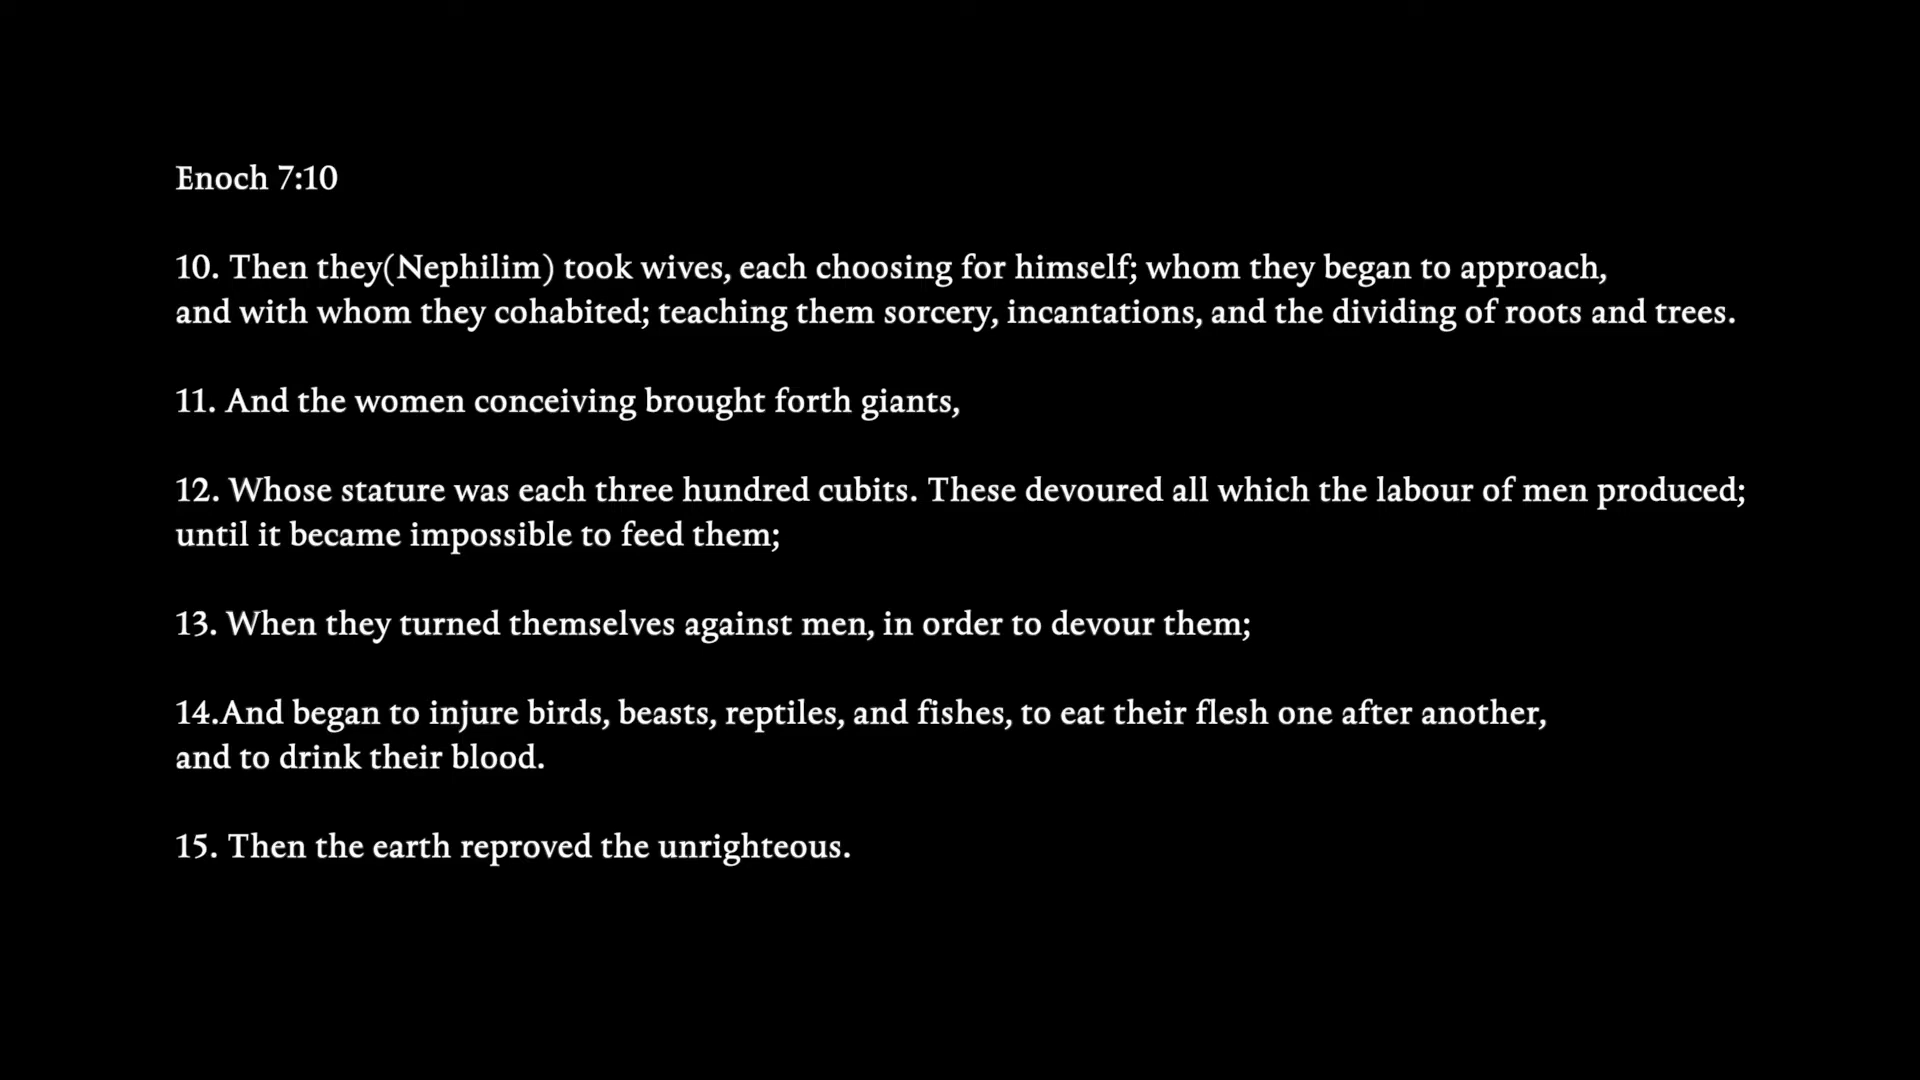 Enoch 7:10
10. Then they(Nephilim) took wives, each choosing for himself; whom they began to approach,
and with whom they cohabited; teaching them sorcery, incantations, and the dividing of roots and trees.
11. And the women conceiving brought forth giants,
12. Whose stature was each three hundred cubits. These devoured all which the labour of men produced;
until it became impossible to feed them;
13. When they turned themselves against men, in order to devour them;
14.And began to injure birds, beasts, reptiles, and fishes, to eat their flesh one after another,
and to drink their blood.
15. Then the earth reproved the unrighteous.